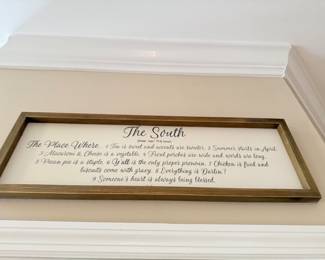 The South
The Place Where... 1 Tea is sweet and accents are sweeter. 2 Summer starts in April.
3 Macaroni & Cheese is a vegetable. 4 Front porches are wide and words are long.
5 Pecan pie is a staple. 6 Y'all is the only proper pronoun. 7 Chicken is fried and
biscuits come with gravy. 8 Everything is Darlin'!
9 Someone's heart is always being blessed.